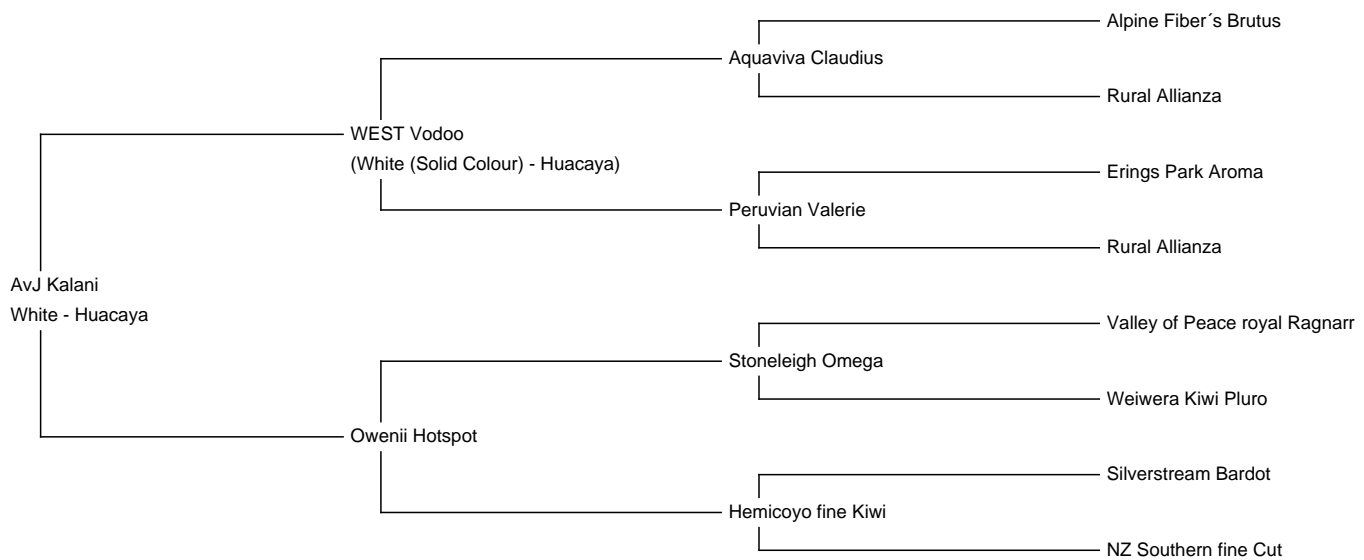 Alpine Fiber´s Brutus
Aquaviva Claudius
Rural Allianza
WEST Vodoo
(White (Solid Colour) - Huacaya)
Erings Park Aroma
Peruvian Valerie
Rural Allianza
AvJ Kalani
White - Huacaya
Valley of Peace royal Ragnarr
Stoneleigh Omega
Weiwera Kiwi Pluro
Owenii Hotspot
Silverstream Bardot
Hemicoyo fine Kiwi
NZ Southern fine Cut